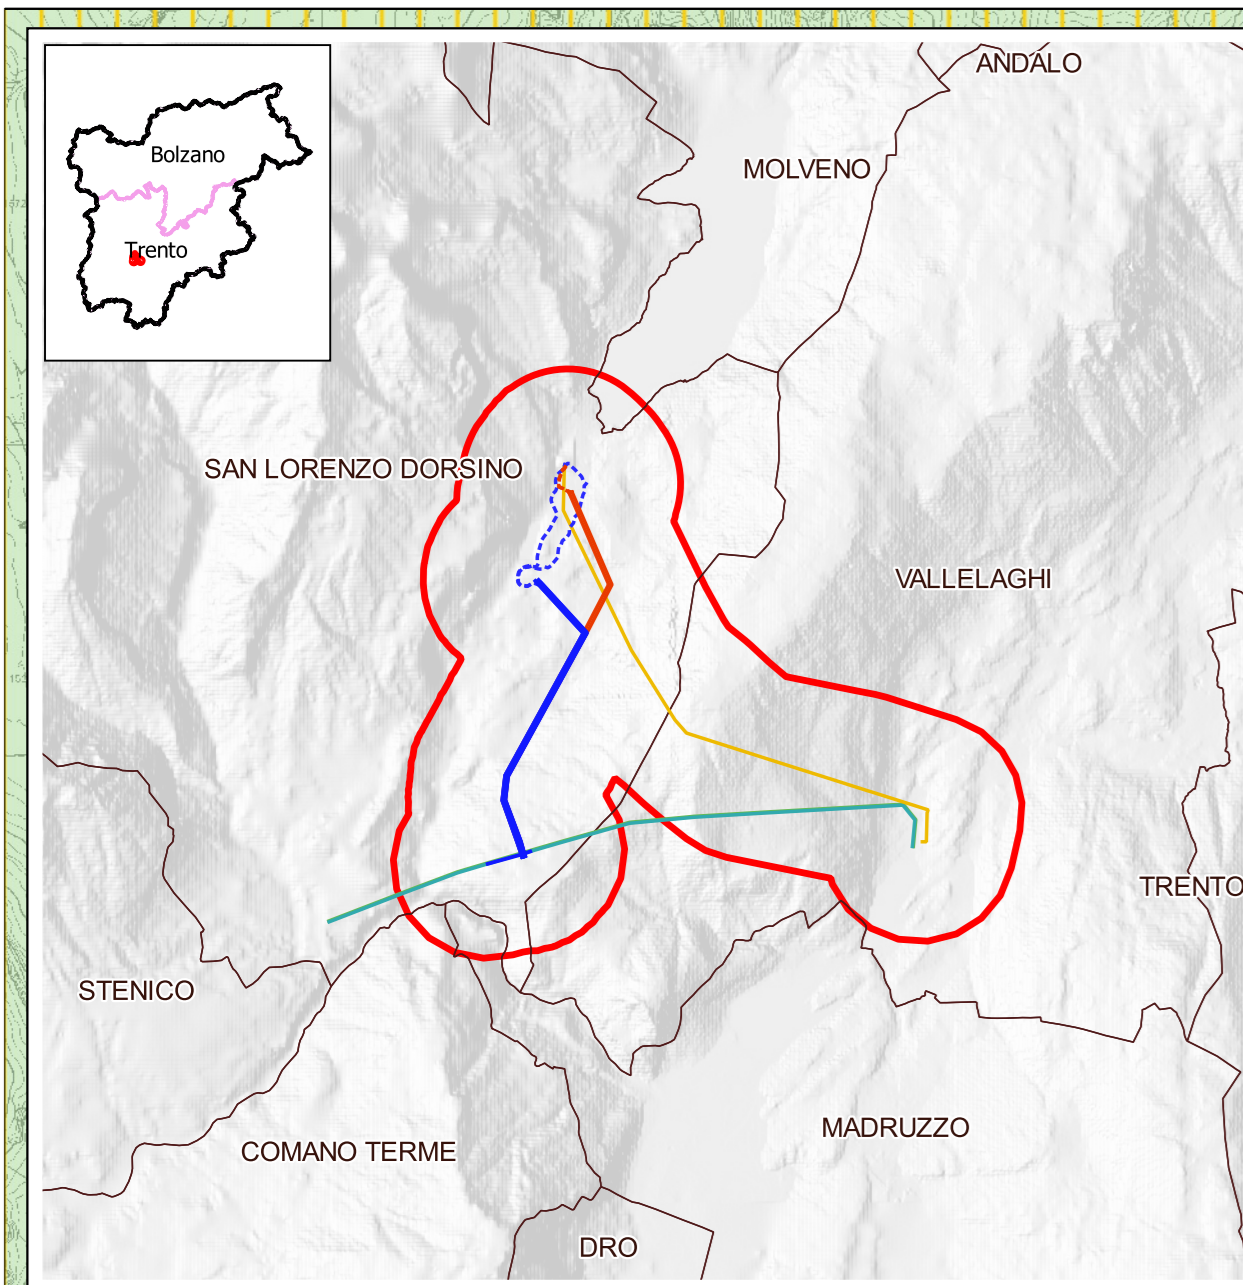 ANDALO
Bolzano
MOLVENO
Trento
SAN LORENZO DORSINO
VALLELAGHI
TRENTO
STENICO
MADRUZZO
COMANO TERME
DRO